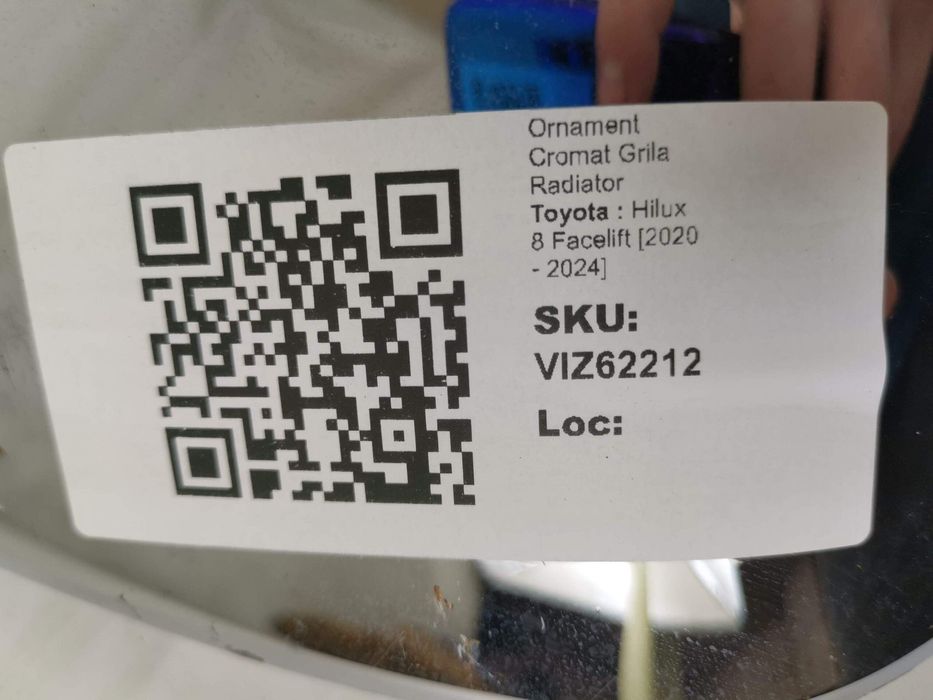 Ornament
Cromat Grila
Radiator
Toyota : Hilux
8 Facelift [2020
- 2024]
SKU:
VIZ62212
Loc: